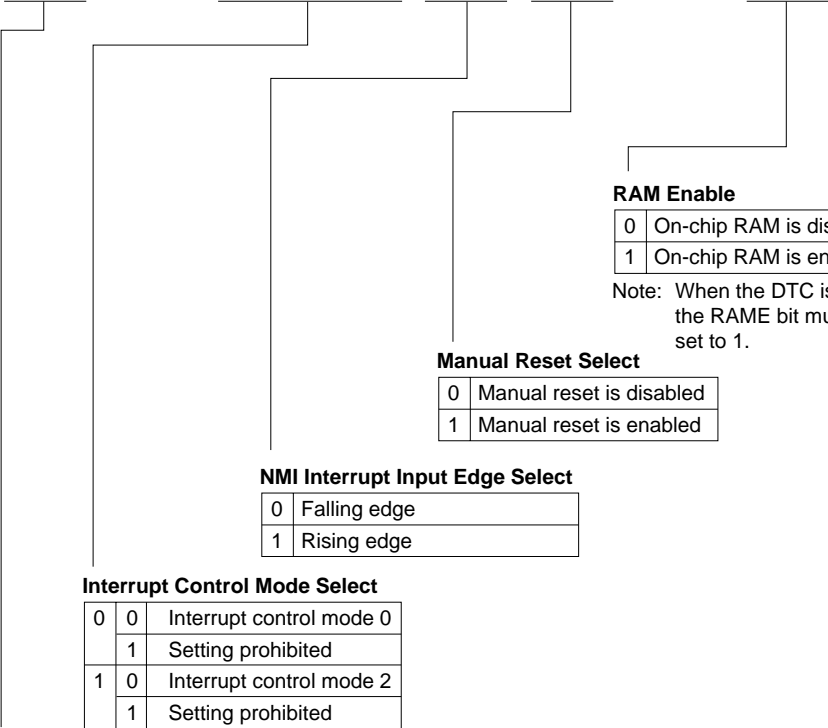 RAM Enable
0 On-chip RAM is
1 On-chip RAM is
Note: When the DTC
the RAME bit
set to 1.
Manual Reset Select
0 Manual reset is disabled
1 Manual reset is enabled
NMI Interrupt Input Edge Select
0 Falling edge
1 Rising edge
Interrupt Control Mode Select
0 0 Interrupt control mode 0
1 Setting prohibited
1 0 Interrupt control mode 2
1 Setting prohibited